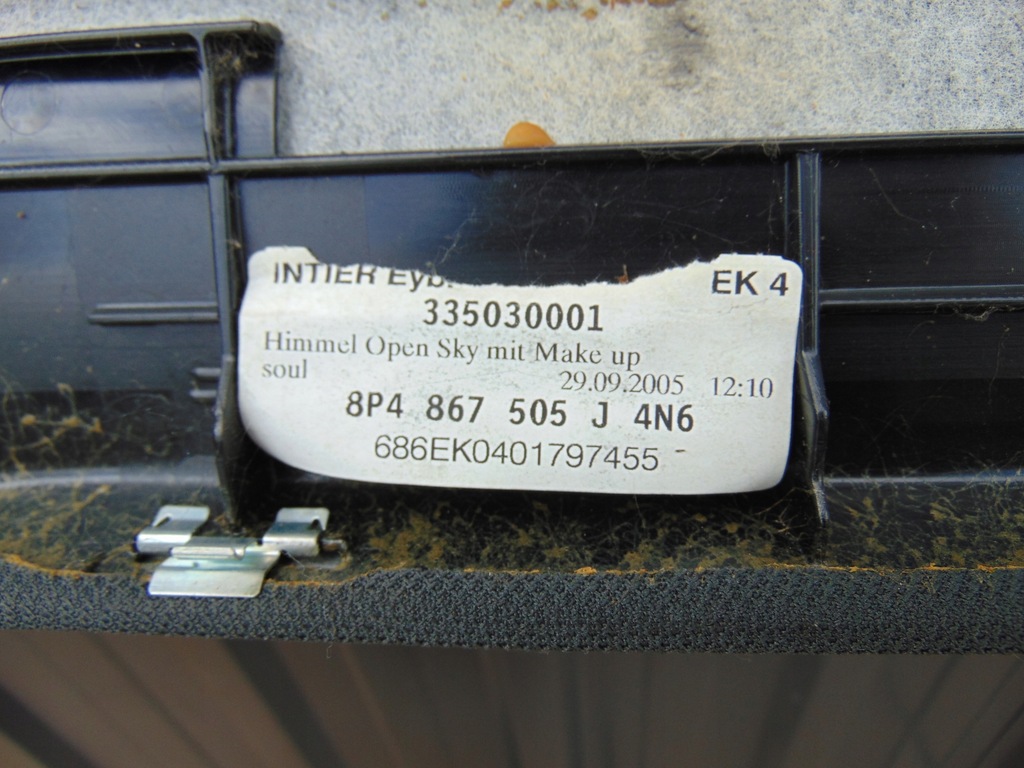 INTIER EK 4
335030001
Himmel Open Sky mit Make up
soul
29.09.2005 12:10
8P4 867 505 J 4N6
686EK0401797455